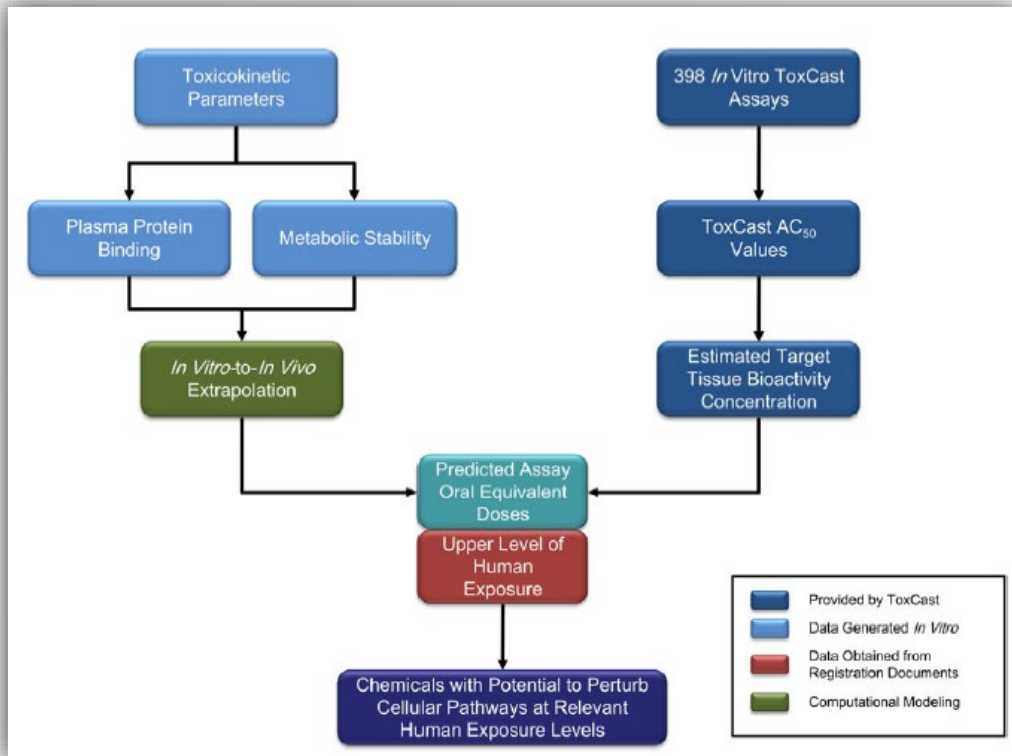 Toxicokinetic
Parameters
398 In Vitro ToxCast
Assays
Plasma Protein
Binding
Metabolic Stability
ToxCast AC₅₀
Values
In Vitro-to-In Vivo
Extrapolation
Estimated Target
Tissue Bioactivity
Concentration
Predicted Assay
Oral Equivalent
Doses
Upper Level of
Human
Exposure
Chemicals with Potential to Perturb
Cellular Pathways at Relevant
Human Exposure Levels
Provided by ToxCast
Data Generated In Vitro
Data Obtained from
Registration Documents
Computational Modeling